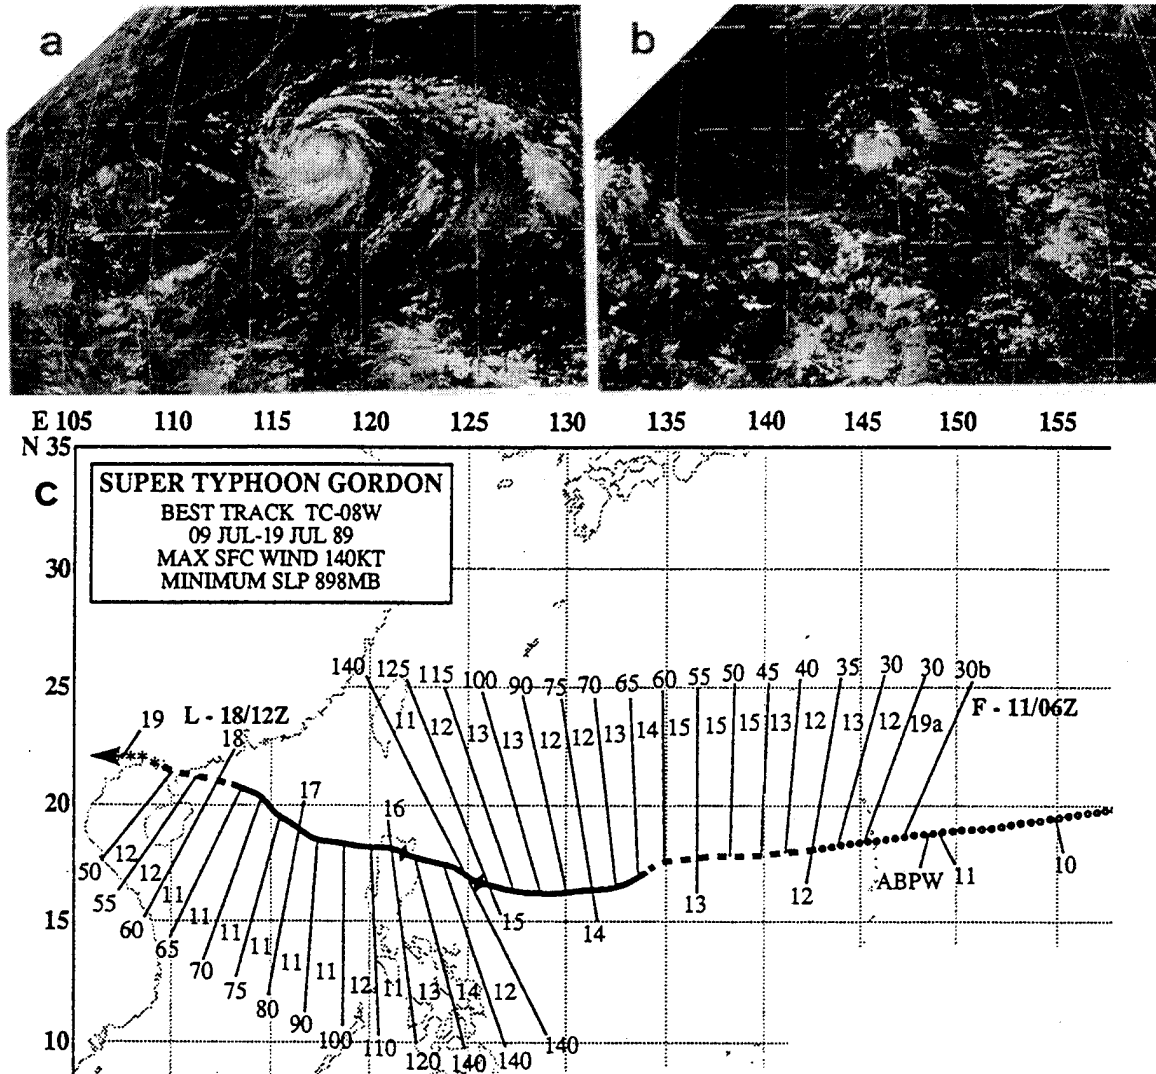 a
b
E 105 110 115 120 125 130 135 140 145 150 155
N 35
c
SUPER TYPHOON GORDON
BEST TRACK TC-08W
09 JUL-19 JUL 89
MAX SFC WIND 140KT
MINIMUM SLP 898MB
30
140 125 115 100 90 75 70 65 60 55 50 45 40 35 30 30 30b
25
19 L - 18/12Z
18
F - 11/06Z
11 12 13 13 12 12 13 14 15 15 15 13 12 13 12 19a
20
17
16
ABPW
11
10
12
13
14
15
15
50 12
55 12
60 11
65 11
70 11
75 11
80 11
90 11
100 12
110 11
120 13
140 14
140 12
140
10